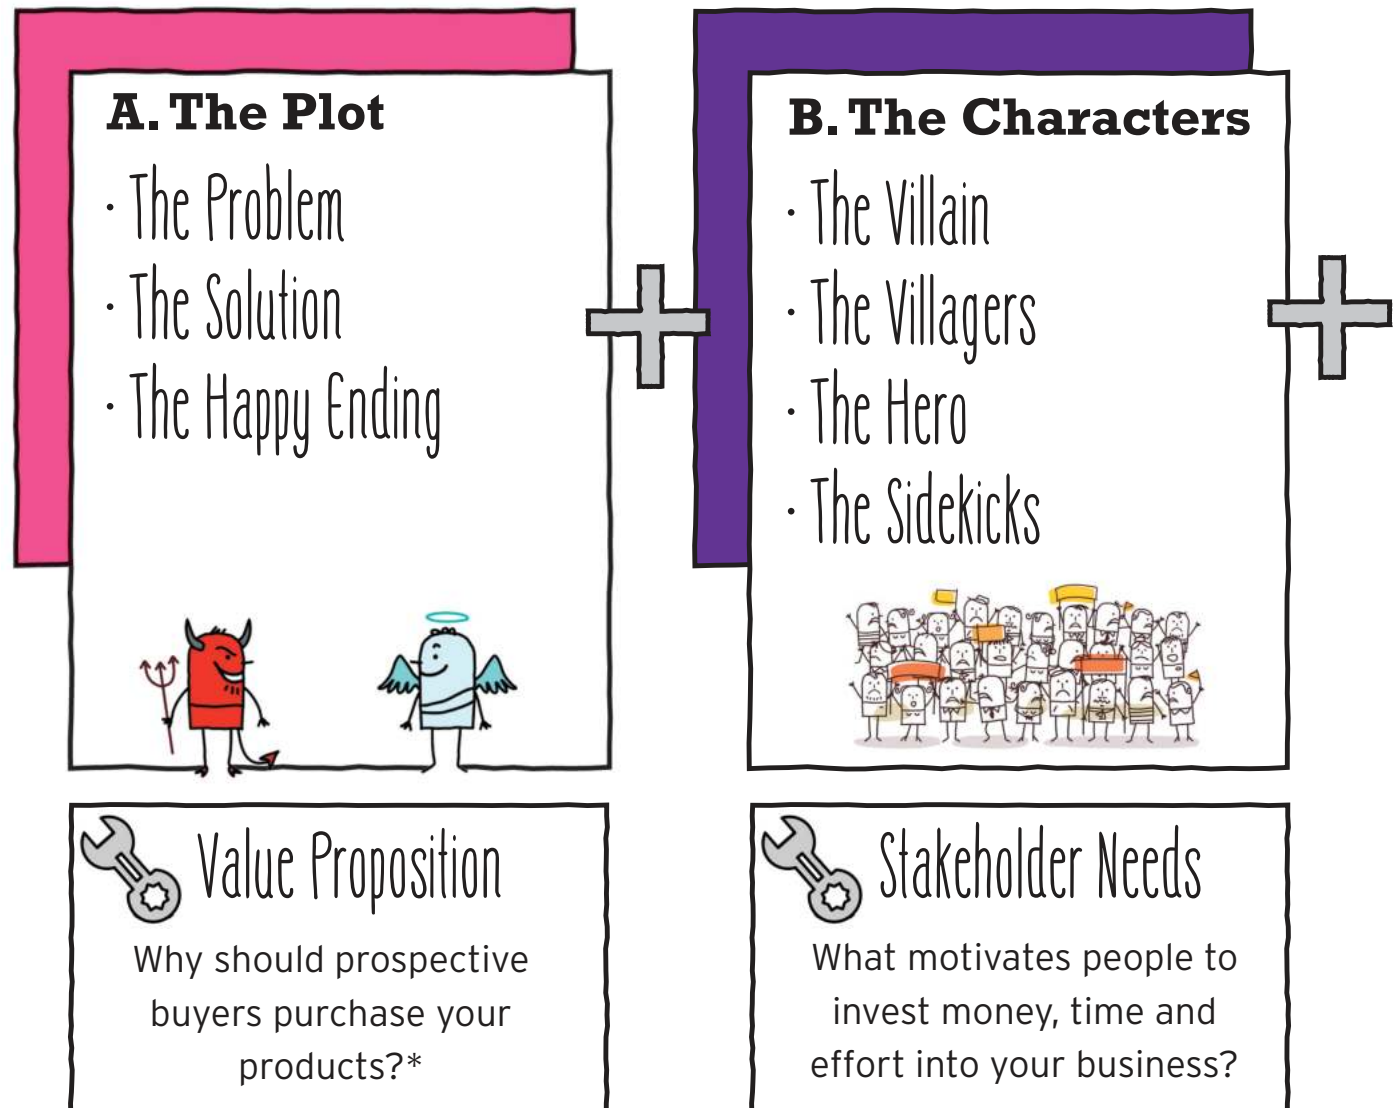 A. The Plot
· The Problem
· The Solution
· The Happy Ending
B. The Characters
· The Villain
· The Villagers
· The Hero
· The Sidekicks
Value Proposition
Why should prospective
buyers purchase your
products?*
Stakeholder Needs
What motivates people to
invest money, time and
effort into your business?